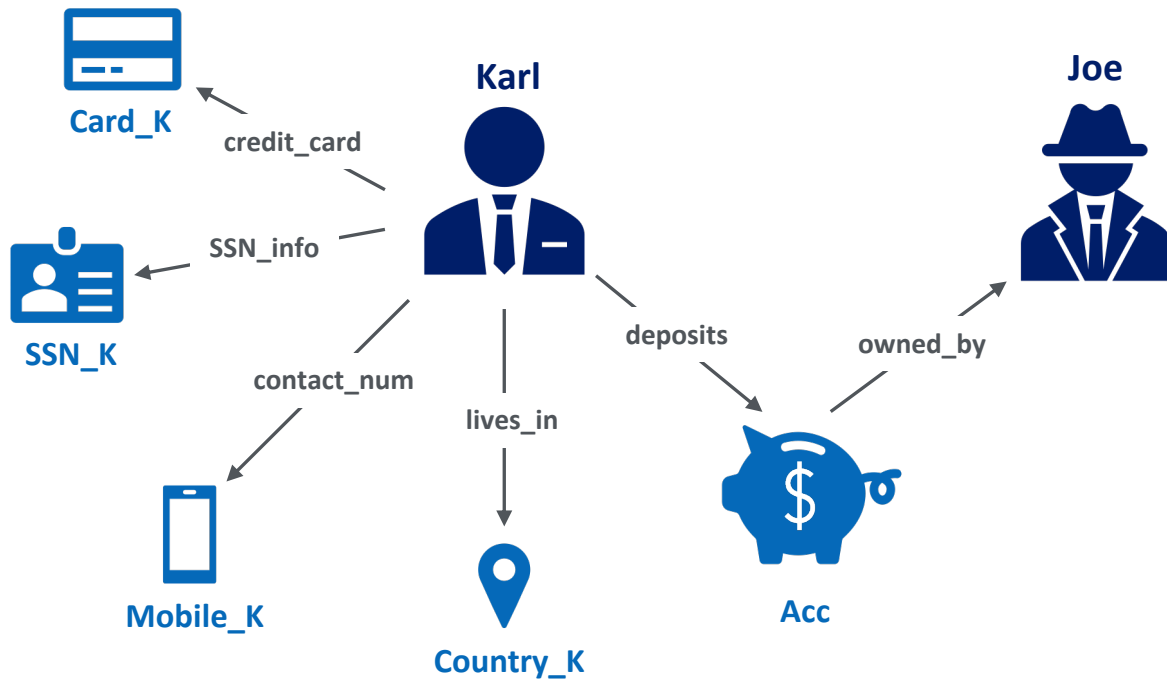 Karl
Joe
Card_K
credit_card
SSN_info
SSN_K
deposits
owned_by
contact_num
lives_in
$
Mobile_K
Acc
Country_K